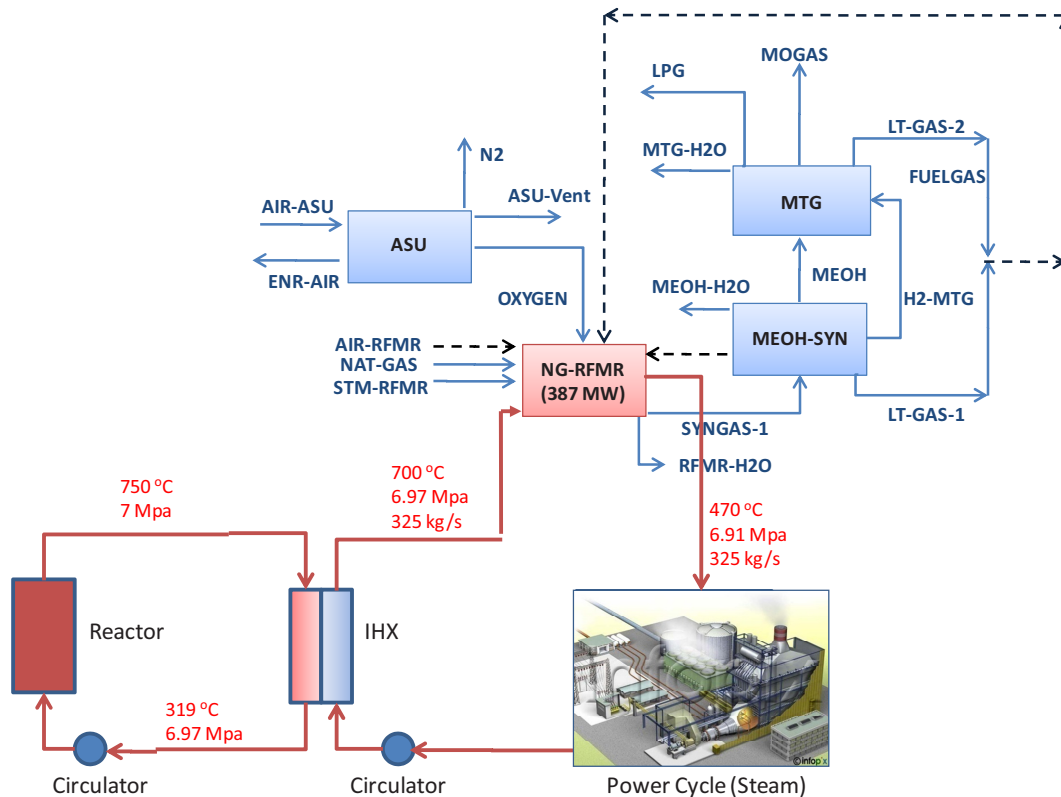 MOGAS
LPG
LT-GAS-2
N2
MTG-H2O
FUELGAS
ASU-Vent
AIR-ASU
MTG
ASU
ENR-AIR
MEOH
MEOH-H2O
H2-MTG
OXYGEN
AIR-RFMR
MEOH-SYN
NAT-GAS
NG-RFMR
(387 MW)
STM-RFMR
SYNGAS-1
LT-GAS-1
RFMR-H2O
750 °C
7 Mpa
700 °C
6.97 Mpa
325 kg/s
470 °C
6.91 Mpa
325 kg/s
Reactor
IHX
319 °C
6.97 Mpa
Circulator
Circulator
Power Cycle (Steam)